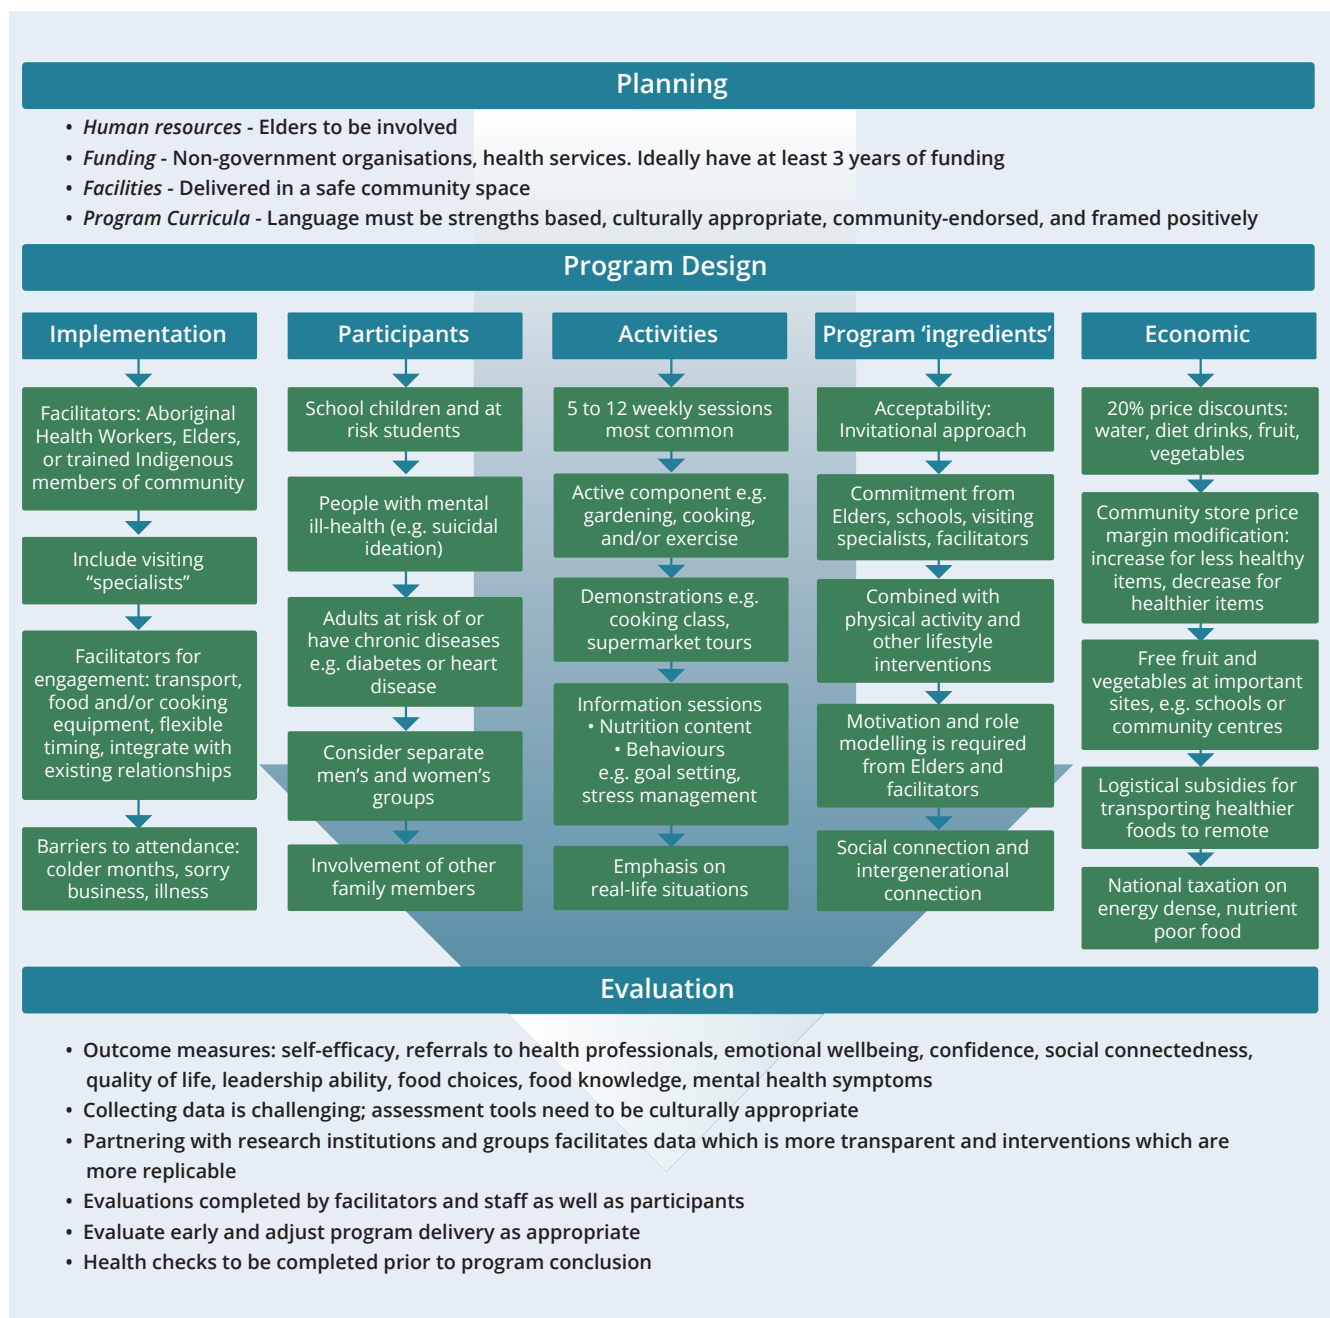 Planning
• Human resources - Elders to be involved
• Funding - Non-government organisations, health services. Ideally have at least 3 years of funding
• Facilities - Delivered in a safe community space
• Program Curricula - Language must be strengths based, culturally appropriate, community-endorsed, and framed positively
Program Design
Implementation
Facilitators: Aboriginal
Health Workers, Elders,
or trained Indigenous
members of community
Include visiting
“specialists”
Facilitators for
engagement: transport,
food and/or cooking
equipment, flexible
timing, integrate with
existing relationships
Barriers to attendance:
colder months, sorry
business, illness
Participants
School children and at
risk students
People with mental
ill-health (e.g. suicidal
ideation)
Adults at risk of or
have chronic diseases
e.g. diabetes or heart
disease
Consider separate
men’s and women’s
groups
Involvement of other
family members
Activities
5 to 12 weekly sessions
most common
Active component e.g.
gardening, cooking,
and/or exercise
Demonstrations e.g.
cooking class,
supermarket tours
Information sessions
• Nutrition content
• Behaviours
e.g. goal setting,
stress management
Emphasis on
real-life situations
Program ‘ingredients’
Acceptability:
Invitational approach
Commitment from
Elders, schools, visiting
specialists, facilitators
Combined with
physical activity and
other lifestyle
interventions
Motivation and role
modelling is required
from Elders and
facilitators
Social connection and
intergenerational
connection
Economic
20% price discounts:
water, diet drinks, fruit,
vegetables
Community store price
margin modification:
increase for less healthy
items, decrease for
healthier items
Free fruit and
vegetables at important
sites, e.g. schools or
community centres
Logistical subsidies for
transporting healthier
foods to remote
National taxation on
energy dense, nutrient
poor food
Evaluation
• Outcome measures: self-efficacy, referrals to health professionals, emotional wellbeing, confidence, social connectedness,
quality of life, leadership ability, food choices, food knowledge, mental health symptoms
• Collecting data is challenging; assessment tools need to be culturally appropriate
• Partnering with research institutions and groups facilitates data which is more transparent and interventions which are
more replicable
• Evaluations completed by facilitators and staff as well as participants
• Evaluate early and adjust program delivery as appropriate
• Health checks to be completed prior to program conclusion